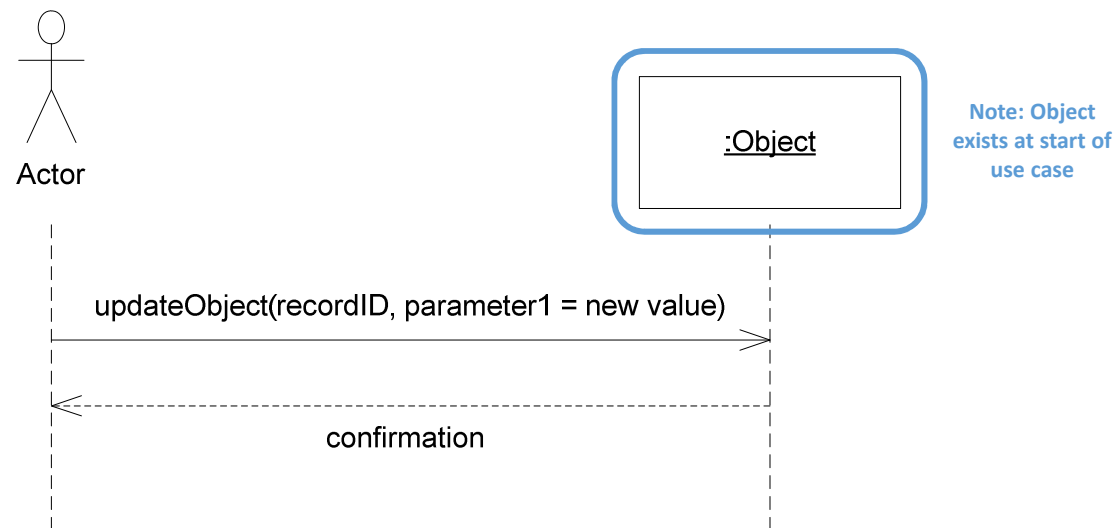 :Object
Note: Object
exists at start of
use case
Actor
updateObject(recordID, parameter1 = new value)
confirmation